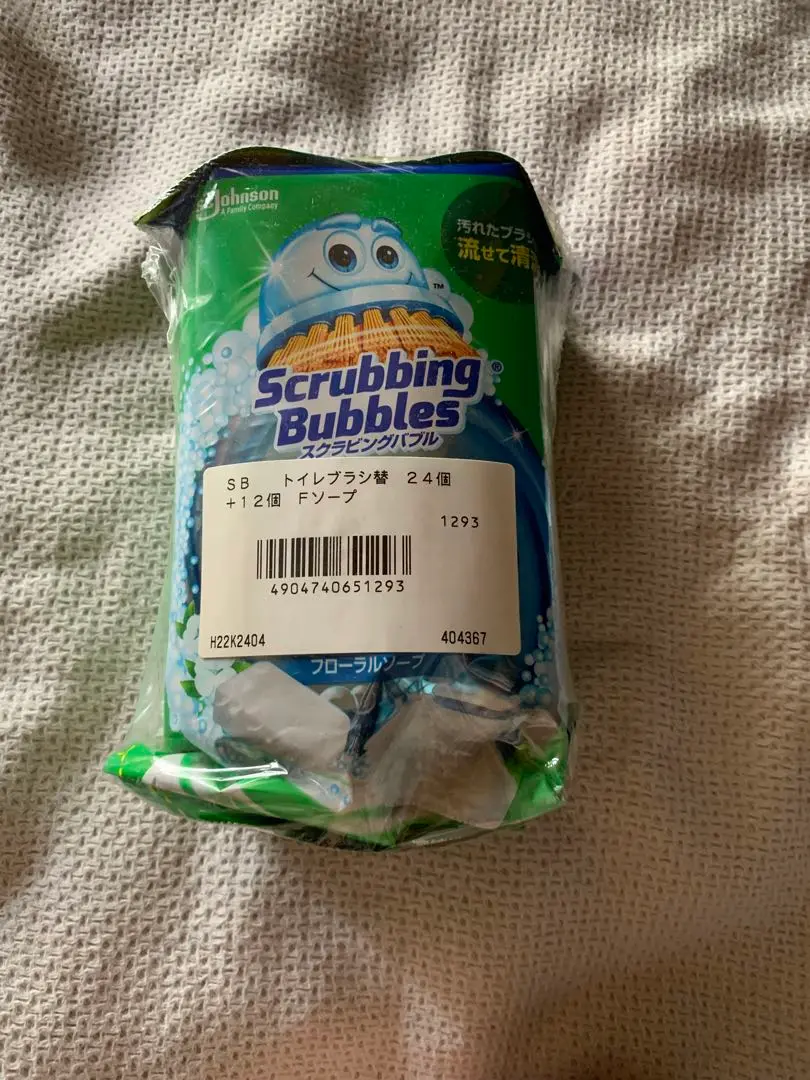 Johnson
A Family Company
汚れたブラシ
流せて清潔
Scrubbing®
Bubbles
スクラビングバブル
ＳＢ　トイレブラシ替　２４個
＋１２個　Ｆソープ
1293
4904740651293
H22K2404 404367
フローラルソープ